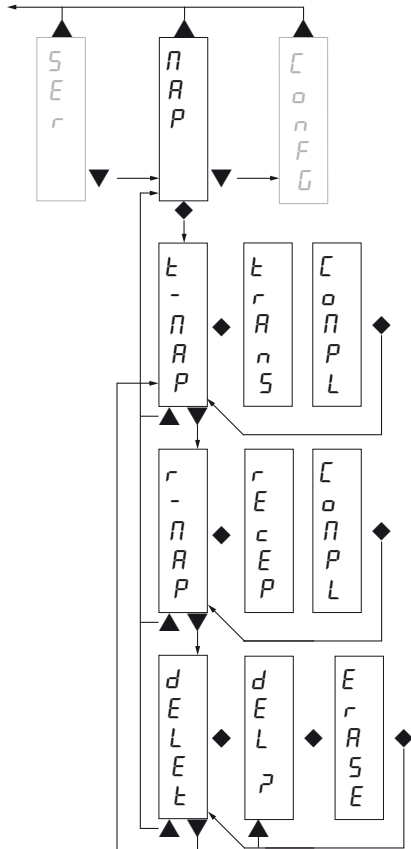 SEr
MAP
ConFG
t-MAP
trAnS
CoMPL
r-MAP
rEcEP
CoMPL
dELEt
dEL ?
ErASE